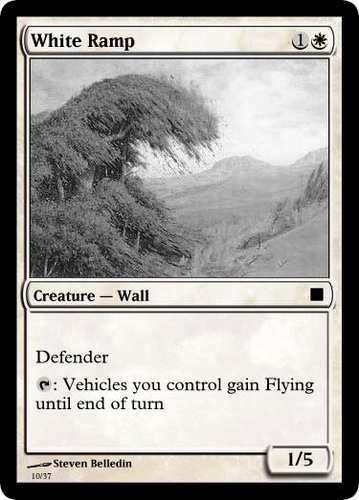 White Ramp 1
Creature — Wall
Defender
: Vehicles you control gain Flying
until end of turn
Steven Belledin
1/5
10/37